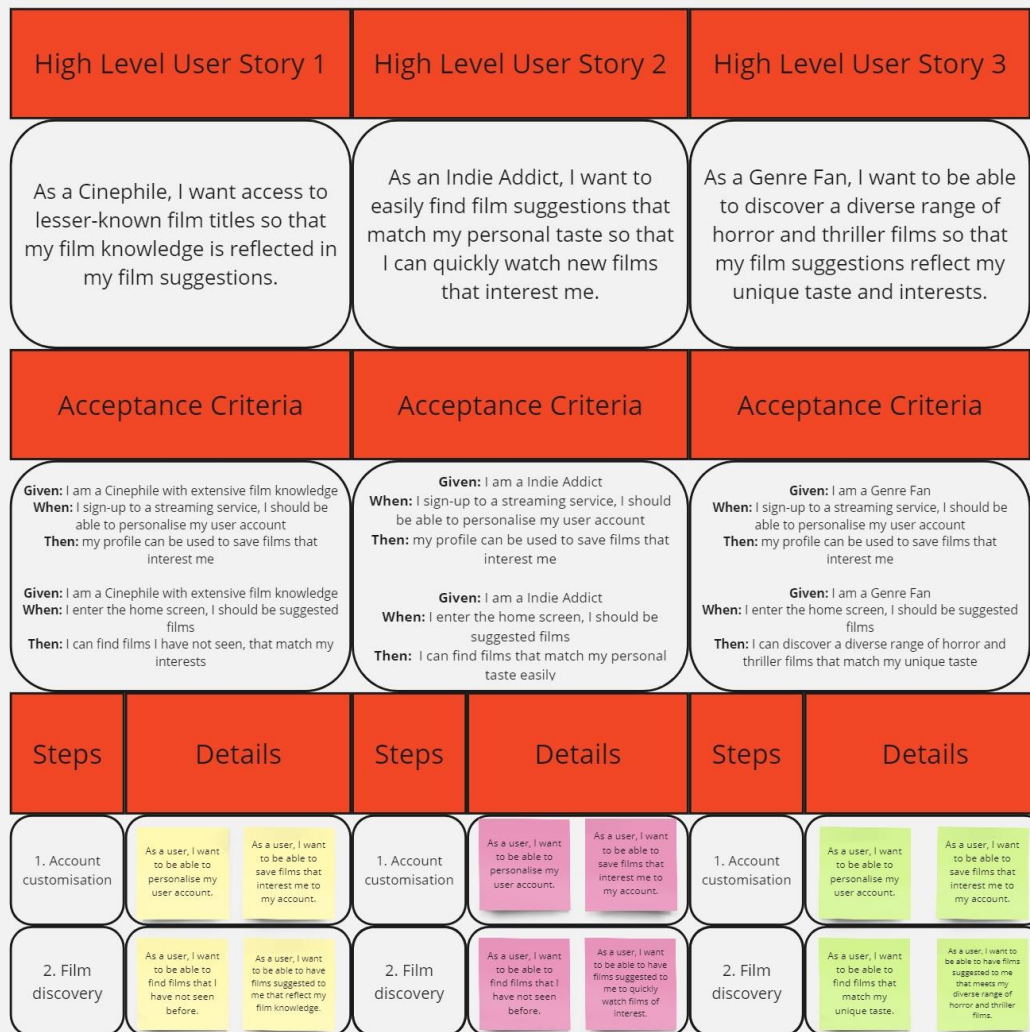 High Level User Story 1
High Level User Story 2
High Level User Story 3
As a Cinephile, I want access to
lesser-known film titles so that
my film knowledge is reflected in
my film suggestions.
As an Indie Addict, I want to
easily find film suggestions that
match my personal taste so that
I can quickly watch new films
that interest me.
As a Genre Fan, I want to be able
to discover a diverse range of
horror and thriller films so that
my film suggestions reflect my
unique taste and interests.
Acceptance Criteria
Acceptance Criteria
Acceptance Criteria
Given: I am a Cinephile with extensive film knowledge
When: I sign-up to a streaming service, I should be
able to personalise my user account
Then: my profile can be used to save films that
interest me
Given: I am a Cinephile with extensive film knowledge
When: I enter the home screen, I should be suggested
films
Then: I can find films I have not seen, that match my
interests
Given: I am a Indie Addict
When: I sign-up to a streaming service, I should
be able to personalise my user account
Then: my profile can be used to save films that
interest me
Given: I am a Indie Addict
When: I enter the home screen, I should be
suggested films
Then: I can find films that match my personal
taste easily
Given: I am a Genre Fan
When: I sign-up to a streaming service, I should be
able to personalise my user account
Then: my profile can be used to save films that
interest me
Given: I am a Genre Fan
When: I enter the home screen, I should be suggested
films
Then: I can discover a diverse range of horror and
thriller films that match my unique taste
Steps
Details
Steps
Details
Steps
Details
1. Account
customisation
As a user, I want
to be able to
personalise my
user account.
As a user, I want
to be able to
save films that
interest me to
my account.
1. Account
customisation
As a user, I want
to be able to
personalise my
user account.
As a user, I want
to be able to
save films that
interest me to
my account.
1. Account
customisation
As a user, I want
to be able to
personalise my
user account.
As a user, I want
to be able to
save films that
interest me to
my account.
2. Film
discovery
As a user, I want
to be able to
find films that I
have not seen
before.
As a user, I want
to be able to have
films suggested to
me that reflect my
film knowledge.
2. Film
discovery
As a user, I want
to be able to
find films that I
have not seen
before.
As a user, I want
to be able to have
films suggested to
me to quickly
watch films of
interest.
2. Film
discovery
As a user, I want
to be able to
find films that
match my
unique taste.
As a user, I want to
be able to have films
suggested to me
that meets my
diverse range of
horror and thriller
films.